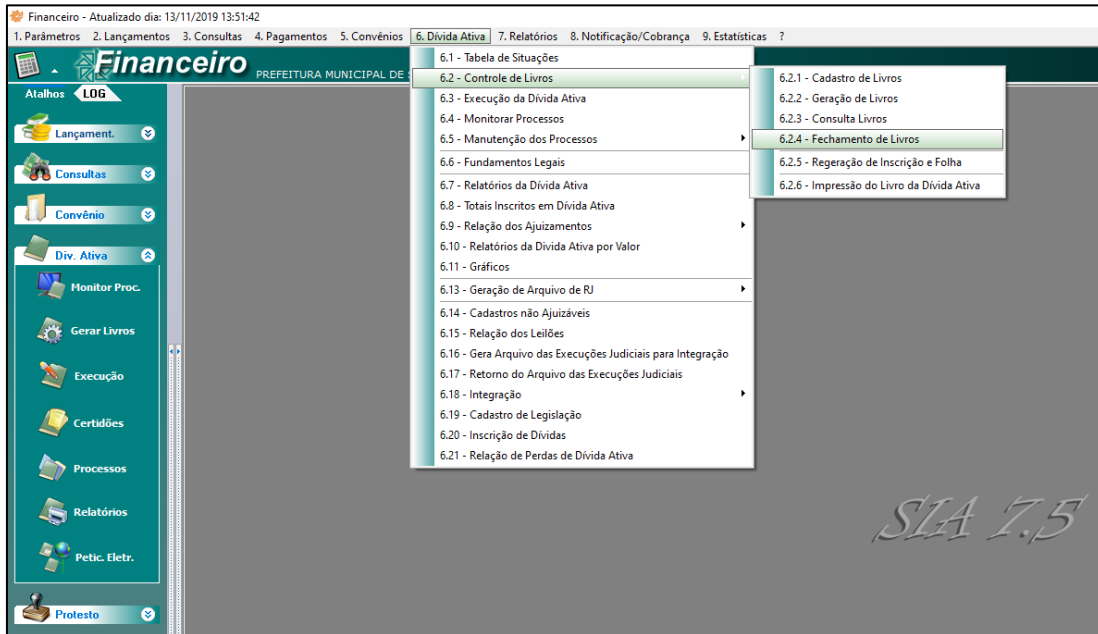 Financeiro - Atualizado dia: 13/11/2019 13:51:42
1. Parâmetros 2. Lançamentos 3. Consultas 4. Pagamentos 5. Convênios 6. Dívida Ativa 7. Relatórios 8. Notificação/Cobrança 9. Estatísticas ?
Financeiro
PREFEITURA MUNICIPAL DE
Atalhos LOG
Lançament.
Consultas
Convênio
Div. Ativa
Monitor Proc.
Gerar Livros
Execução
Certidões
Processos
Relatórios
Petic. Eletr.
Protesto
6.1 - Tabela de Situações
6.2 - Controle de Livros
6.3 - Execução da Dívida Ativa
6.4 - Monitorar Processos
6.5 - Manutenção dos Processos
6.6 - Fundamentos Legais
6.7 - Relatórios da Dívida Ativa
6.8 - Totais Inscritos em Dívida Ativa
6.9 - Relação dos Ajuizamentos
6.10 - Relatórios da Divida Ativa por Valor
6.11 - Gráficos
6.13 - Geração de Arquivo de RJ
6.14 - Cadastros não Ajuizáveis
6.15 - Relação dos Leilões
6.16 - Gera Arquivo das Execuções Judiciais para Integração
6.17 - Retorno do Arquivo das Execuções Judiciais
6.18 - Integração
6.19 - Cadastro de Legislação
6.20 - Inscrição de Dívidas
6.21 - Relação de Perdas de Dívida Ativa
6.2.1 - Cadastro de Livros
6.2.2 - Geração de Livros
6.2.3 - Consulta Livros
6.2.4 - Fechamento de Livros
6.2.5 - Regeração de Inscrição e Folha
6.2.6 - Impressão do Livro da Dívida Ativa
SIA 7.5